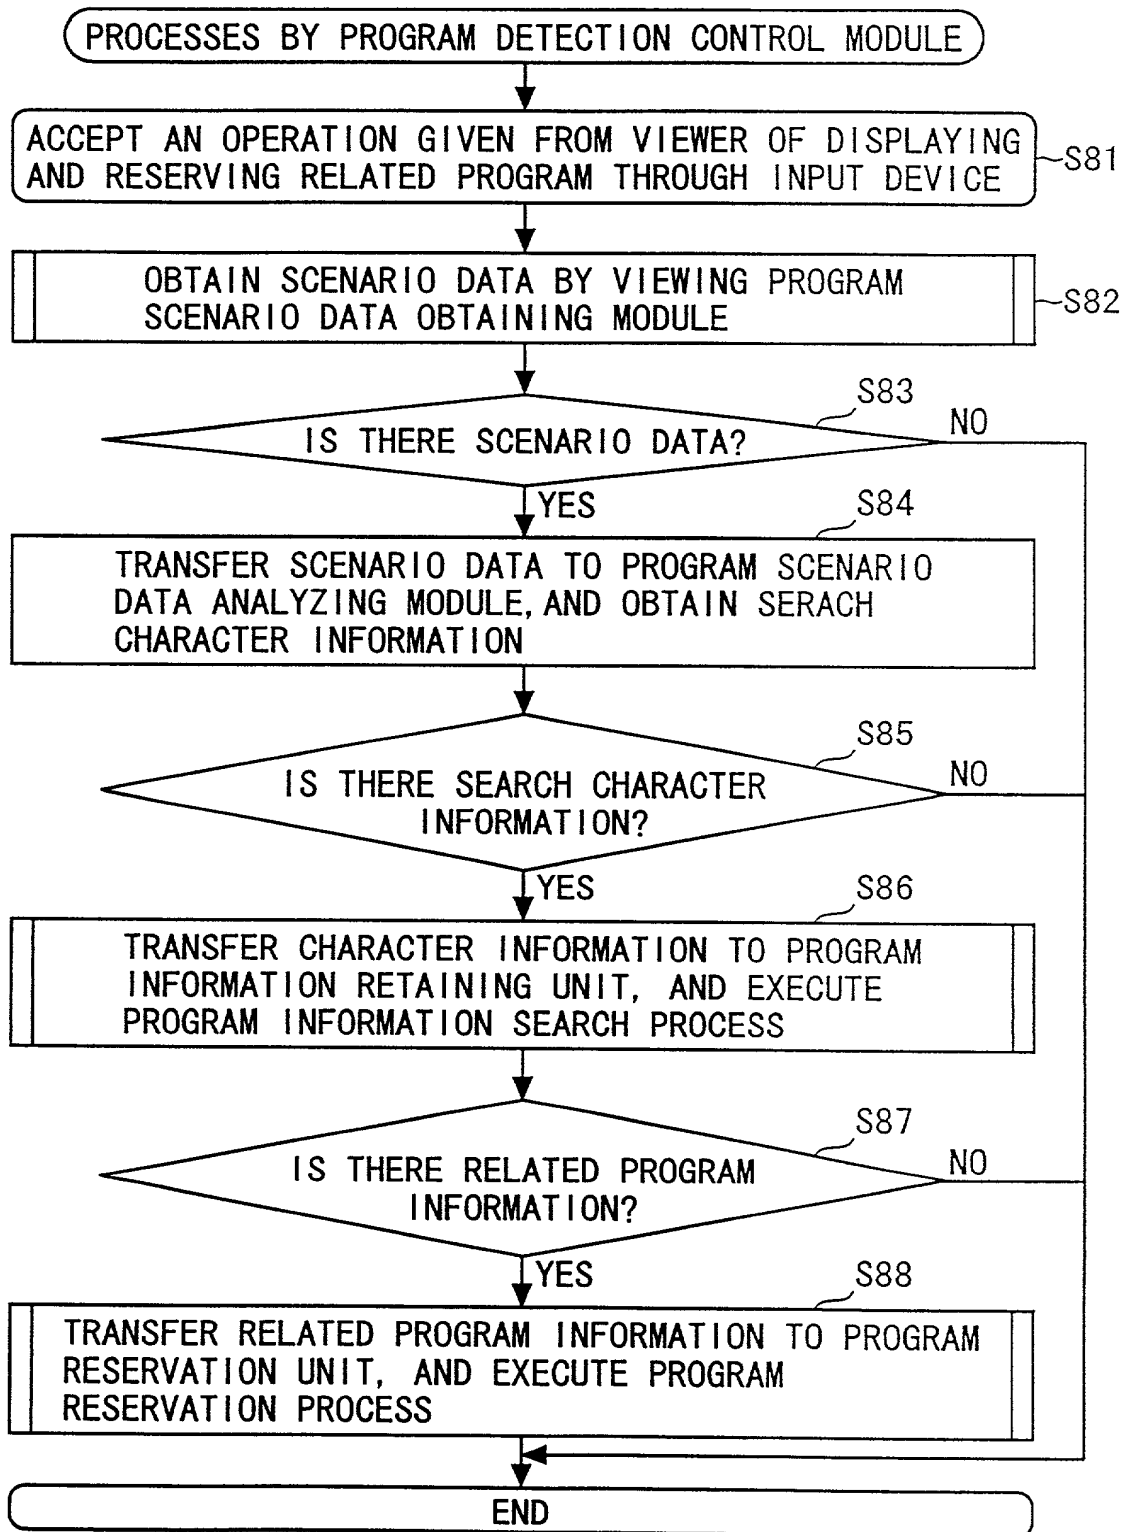 PROCESSES BY PROGRAM DETECTION CONTROL MODULE
ACCEPT AN OPERATION GIVEN FROM VIEWER OF DISPLAYING
AND RESERVING RELATED PROGRAM THROUGH INPUT DEVICE
S81
OBTAIN SCENARIO DATA BY VIEWING PROGRAM
SCENARIO DATA OBTAINING MODULE
S82
S83
IS THERE SCENARIO DATA?
NO
YES
S84
TRANSFER SCENARIO DATA TO PROGRAM SCENARIO
DATA ANALYZING MODULE, AND OBTAIN SERACH
CHARACTER INFORMATION
S85
IS THERE SEARCH CHARACTER
INFORMATION?
NO
YES
S86
TRANSFER CHARACTER INFORMATION TO PROGRAM
INFORMATION RETAINING UNIT, AND EXECUTE
PROGRAM INFORMATION SEARCH PROCESS
S87
IS THERE RELATED PROGRAM
INFORMATION?
NO
YES
S88
TRANSFER RELATED PROGRAM INFORMATION TO PROGRAM
RESERVATION UNIT, AND EXECUTE PROGRAM
RESERVATION PROCESS
END